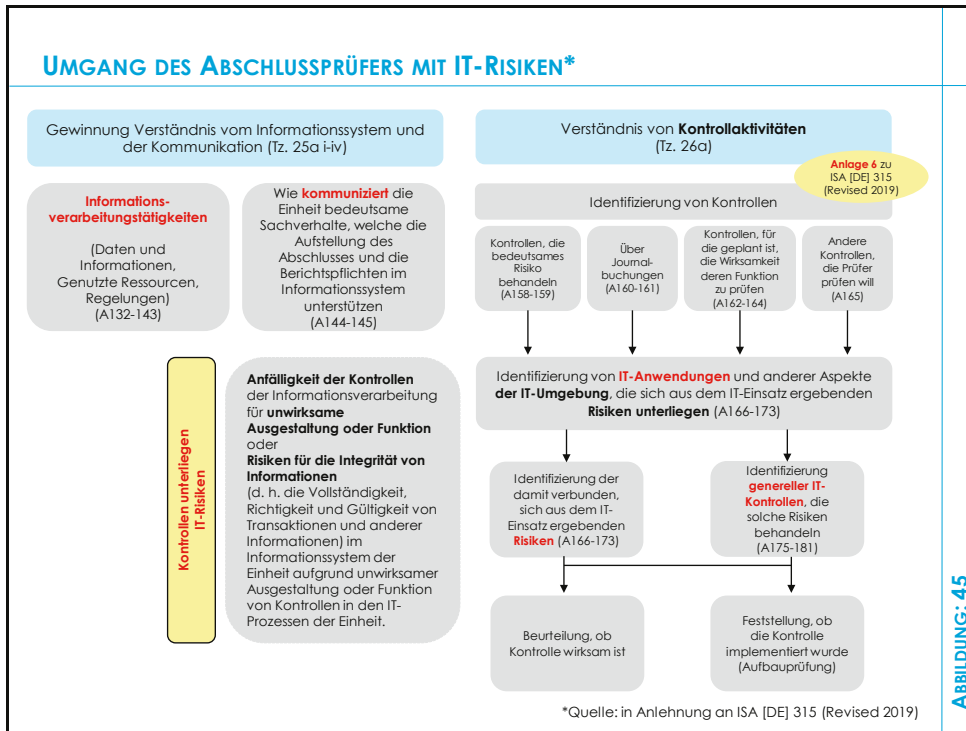 UMGANG DES ABSCHLUSSPRÜFERS MIT IT-RISIKEN*
Gewinnung Verständnis vom Informationssystem und
der Kommunikation (Tz. 25a i-iv)
Informations-
verarbeitungstätigkeiten
(Daten und
Informationen,
Genutzte Ressourcen,
Regelungen)
(A132-143)
Wie kommuniziert die
Einheit bedeutsame
Sachverhalte, welche die
Aufstellung des
Abschlusses und die
Berichtspflichten im
Informationssystem
unterstützen
(A144-145)
Kontrollen unterliegen
IT-Risiken
Anfälligkeit der Kontrollen
der Informationsverarbeitung
für unwirksame
Ausgestaltung oder Funktion
oder
Risiken für die Integrität von
Informationen
(d. h. die Vollständigkeit,
Richtigkeit und Gültigkeit von
Transaktionen und anderer
Informationen) im
Informationssystem der
Einheit aufgrund unwirksamer
Ausgestaltung oder Funktion
von Kontrollen in den IT-
Prozessen der Einheit.
Verständnis von Kontrollaktivitäten
(Tz. 26a)
Anlage 6 zu
ISA [DE] 315
(Revised 2019)
Identifizierung von Kontrollen
Kontrollen, die
bedeutsames
Risiko
behandeln
(A158-159)
Über
Journal-
buchungen
(A160-161)
Kontrollen, für
die geplant ist,
die Wirksamkeit
deren Funktion
zu prüfen
(A162-164)
Andere
Kontrollen,
die Prüfer
prüfen will
(A165)
Identifizierung von IT-Anwendungen und anderer Aspekte
der IT-Umgebung, die sich aus dem IT-Einsatz ergebenden
Risiken unterliegen (A166-173)
Identifizierung der
damit verbunden,
sich aus dem IT-
Einsatz ergebenden
Risiken (A166-173)
Identifizierung
genereller IT-
Kontrollen, die
solche Risiken
behandeln
(A175-181)
Beurteilung, ob
Kontrolle wirksam ist
Feststellung, ob
die Kontrolle
implementiert wurde
(Aufbauprüfung)
*Quelle: in Anlehnung an ISA [DE] 315 (Revised 2019)
ABBILDUNG: 45